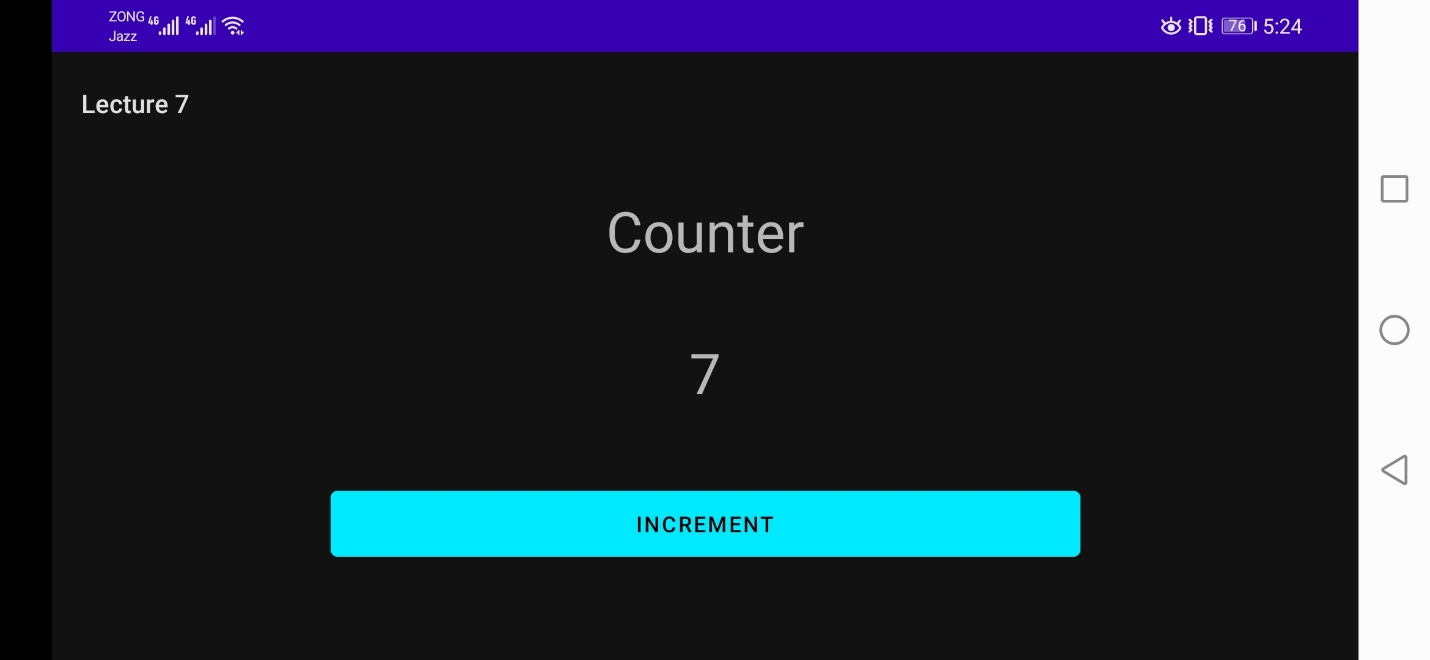 ZONG 4G 4G
Jazz
76 5:24
Lecture 7
Counter
7
INCREMENT